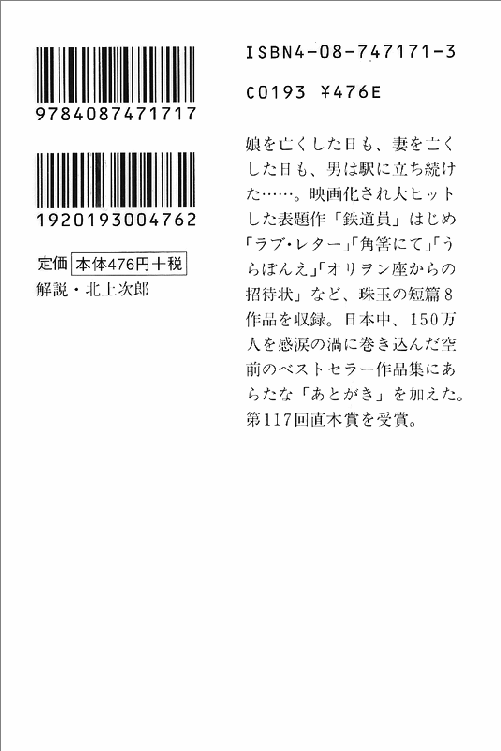 9784087471717
1920193004762
定価 本体476円+税
解説・北上次郎
ISBN4-08-747171-3
C0193 ¥476E
娘を亡くした日も、妻を亡く
した日も、男は駅に立ち続け
た……。映画化され大ヒット
した表題作「鉄道員」はじめ
「ラブ・レター」「角筈にて」「う
らぼんえ」「オリヲン座からの
招待状」など、珠玉の短篇8
作品を収録。日本中、150万
人を感涙の渦に巻き込んだ空
前のベストセラー作品集にあ
らたな「あとがき」を加えた。
第117回直木賞を受賞。